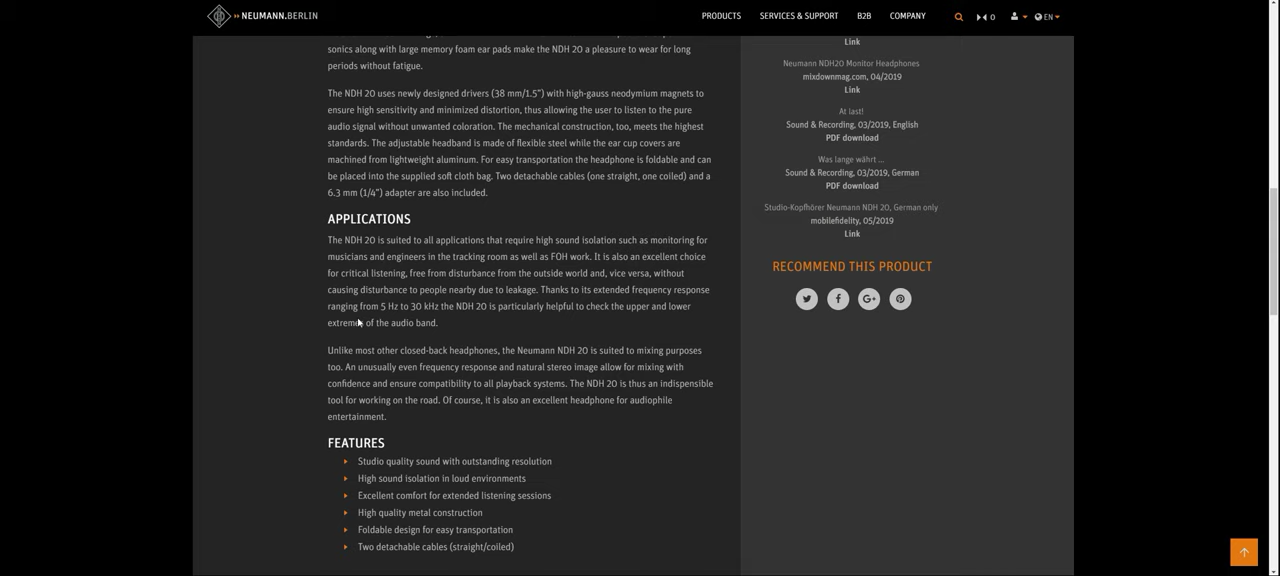 NEUMANN.BERLIN
PRODUCTS SERVICES & SUPPORT B2B COMPANY 0 EN
sonics along with large memory foam ear pads make the NDH 20 a pleasure to wear for long
periods without fatigue.
The NDH 20 uses newly designed drivers (38 mm/1.5”) with high-gauss neodymium magnets to
ensure high sensitivity and minimized distortion, thus allowing the user to listen to the pure
audio signal without unwanted coloration. The mechanical construction, too, meets the highest
standards. The adjustable headband is made of flexible steel while the ear cup covers are
machined from lightweight aluminum. For easy transportation the headphone is foldable and can
be placed into the supplied soft cloth bag. Two detachable cables (one straight, one coiled) and a
6.3 mm (1/4”) adapter are also included.
APPLICATIONS
The NDH 20 is suited to all applications that require high sound isolation such as monitoring for
musicians and engineers in the tracking room as well as FOH work. It is also an excellent choice
for critical listening, free from disturbance from the outside world and, vice versa, without
causing disturbance to people nearby due to leakage. Thanks to its extended frequency response
ranging from 5 Hz to 30 kHz the NDH 20 is particularly helpful to check the upper and lower
extremes of the audio band.
Unlike most other closed-back headphones, the Neumann NDH 20 is suited to mixing purposes
too. An unusually even frequency response and natural stereo image allow for mixing with
confidence and ensure compatibility to all playback systems. The NDH 20 is thus an indispensible
tool for working on the road. Of course, it is also an excellent headphone for audiophile
entertainment.
FEATURES
Studio quality sound with outstanding resolution
High sound isolation in loud environments
Excellent comfort for extended listening sessions
High quality metal construction
Foldable design for easy transportation
Two detachable cables (straight/coiled)
Link
Neumann NDH20 Monitor Headphones
mixdownmag.com, 04/2019
Link
At last!
Sound & Recording, 03/2019, English
PDF download
Was lange währt ...
Sound & Recording, 03/2019, German
PDF download
Studio-Kopfhörer Neumann NDH 20, German only
mobilefidelity, 05/2019
Link
RECOMMEND THIS PRODUCT